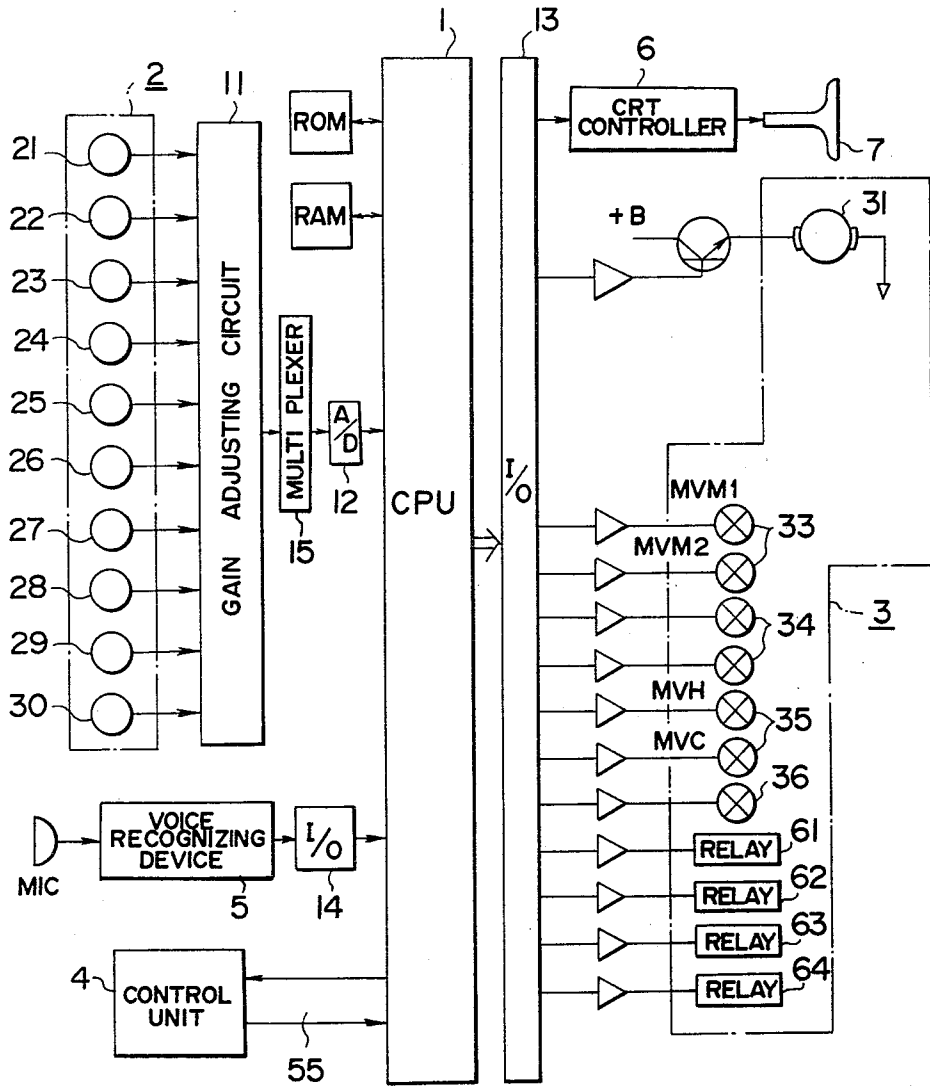 1
13
2
11
6
ROM
CRT
CONTROLLER
7
21
22
RAM
31
+B
23
24
25
26
27
28
29
30
GAIN ADJUSTING CIRCUIT
MULTI PLEXER
15
A/D
12
CPU
I/O
MVM1
33
MVM2
34
3
MVH
35
MVC
36
MIC
VOICE
RECOGNIZING
DEVICE
5
I/O
14
RELAY
61
RELAY
62
RELAY
63
RELAY
64
4
CONTROL
UNIT
55